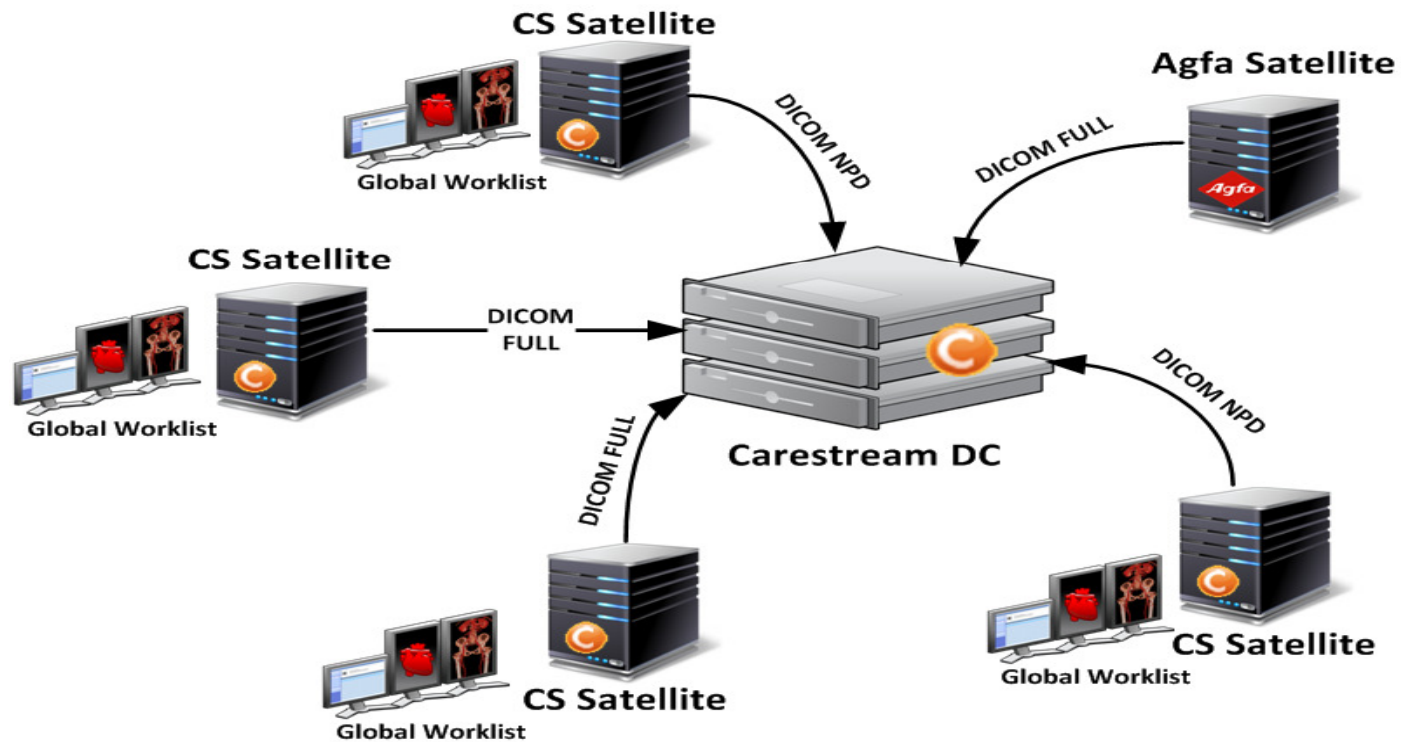 CS Satellite
Agfa Satellite
DICOM NPD
DICOM FULL
C
Agfa
Global Worklist
CS Satellite
DICOM
FULL
C
C
Global Worklist
Carestream DC
DICOM NPD
DICOM FULL
C
C
CS Satellite
Global Worklist
CS Satellite
Global Worklist